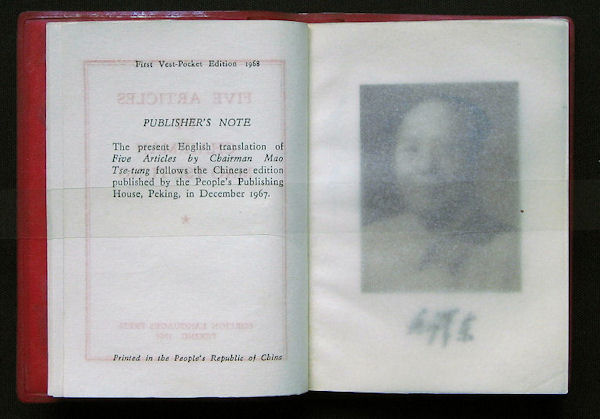 First Vest-Pocket Edition 1968
PUBLISHER'S NOTE
The present English translation of
Five Articles by Chairman Mao
Tse-tung follows the Chinese edition
published by the People's Publishing
House, Peking, in December 1967.
Printed in the People's Republic of China